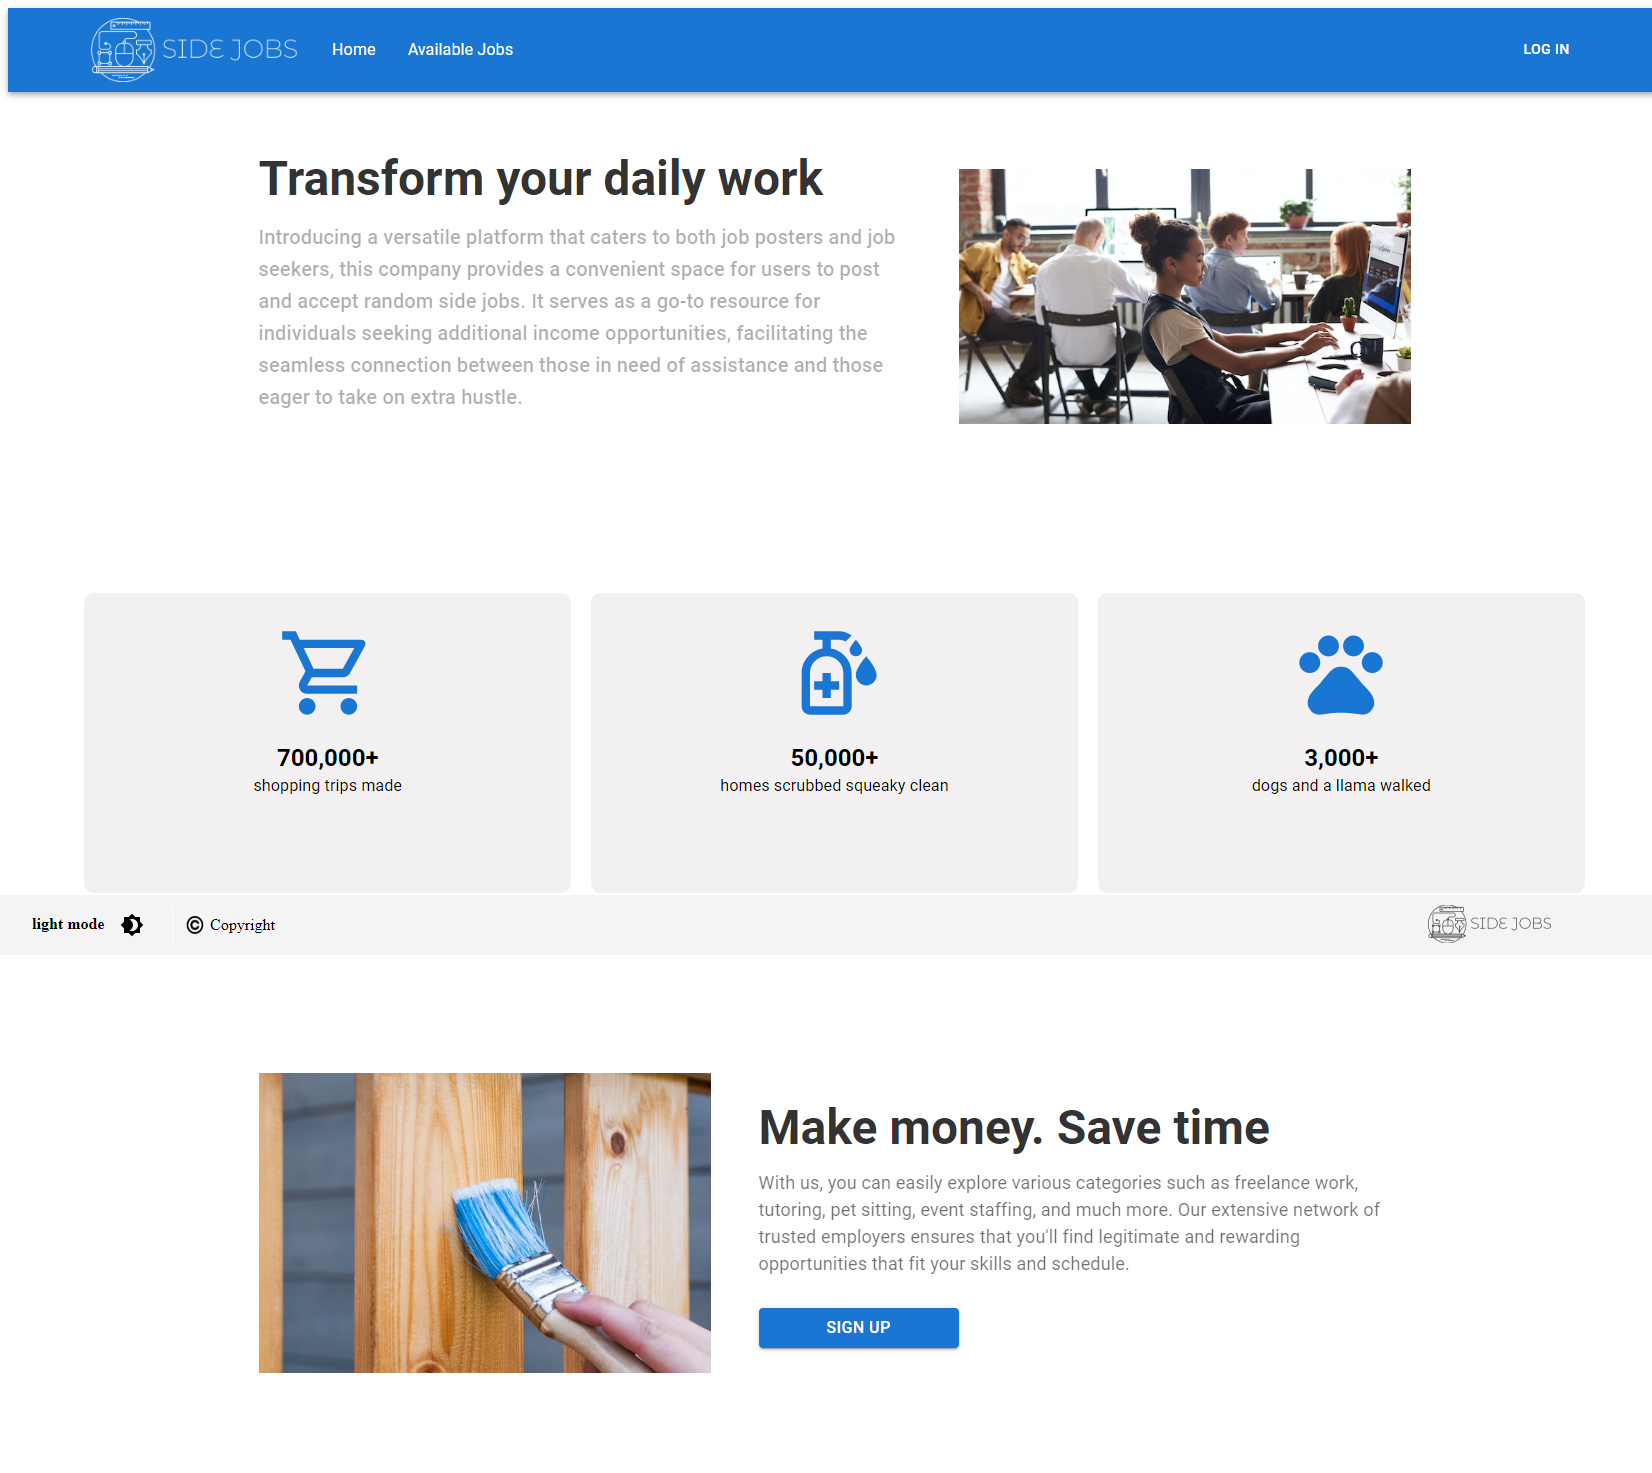 SIDE JOBS
Home
Available Jobs
LOG IN
Transform your daily work
Introducing a versatile platform that caters to both job posters and job
seekers, this company provides a convenient space for users to post
and accept random side jobs. It serves as a go-to resource for
individuals seeking additional income opportunities, facilitating the
seamless connection between those in need of assistance and those
eager to take on extra hustle.
700,000+
shopping trips made
50,000+
homes scrubbed squeaky clean
3,000+
dogs and a llama walked
light mode
© Copyright
SIDE JOBS
Make money. Save time
With us, you can easily explore various categories such as freelance work,
tutoring, pet sitting, event staffing, and much more. Our extensive network of
trusted employers ensures that you'll find legitimate and rewarding
opportunities that fit your skills and schedule.
SIGN UP